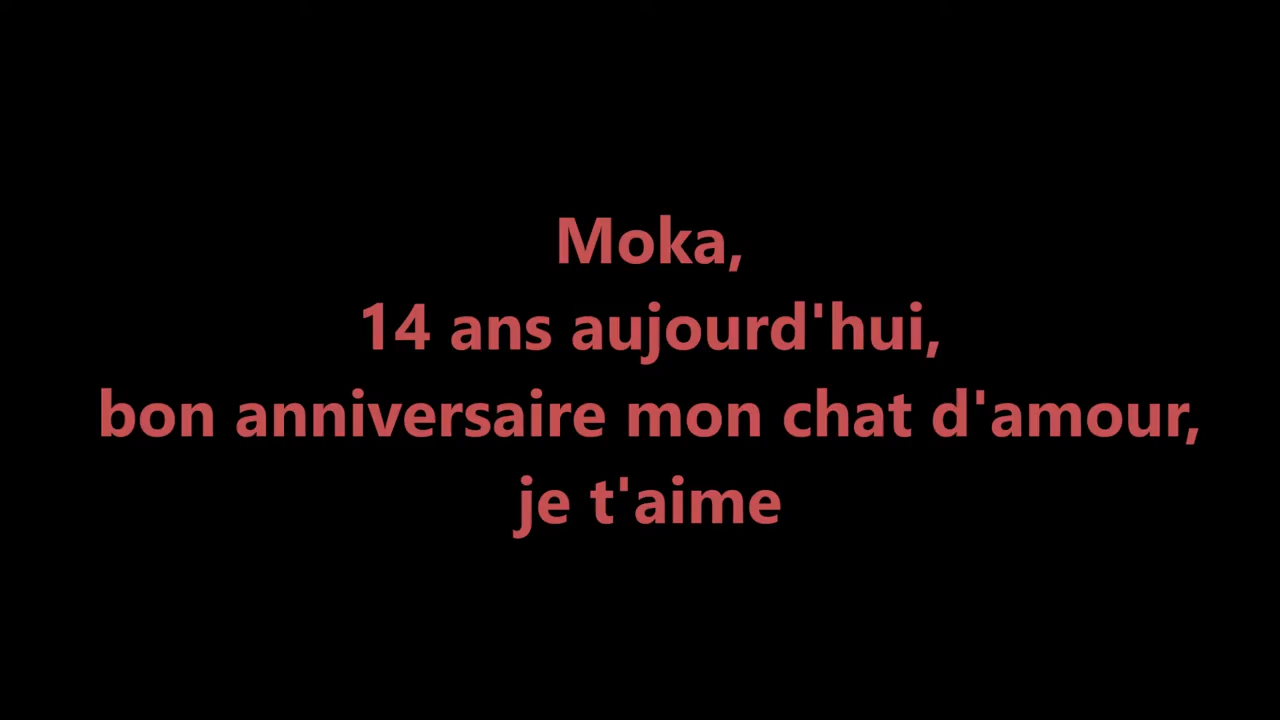 Moka,
14 ans aujourd'hui,
bon anniversaire mon chat d'amour,
je t'aime